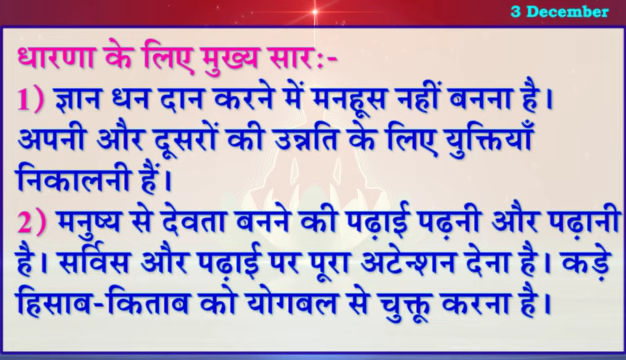 3 December
धारणा के लिए मुख्य सार:-
1) ज्ञान धन दान करने में मनहूस नहीं बनना है।
अपनी और दूसरों की उन्नति के लिए युक्तियाँ
निकालनी हैं।
2) मनुष्य से देवता बनने की पढ़ाई पढ़नी और पढ़ानी
है। सर्विस और पढ़ाई पर पूरा अटेन्शन देना है। कड़े
हिसाब-किताब को योगबल से चुक्तू करना है।